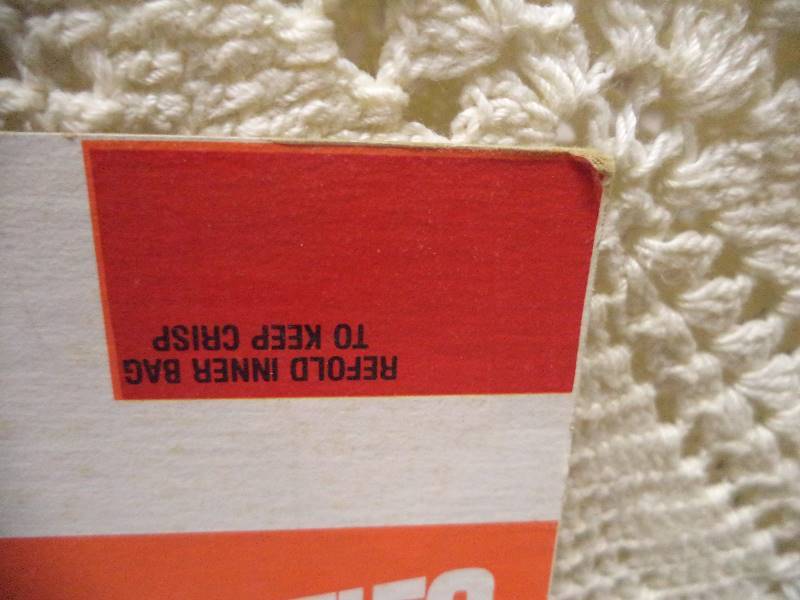 REFOLD INNER BAG
TO KEEP CRISP